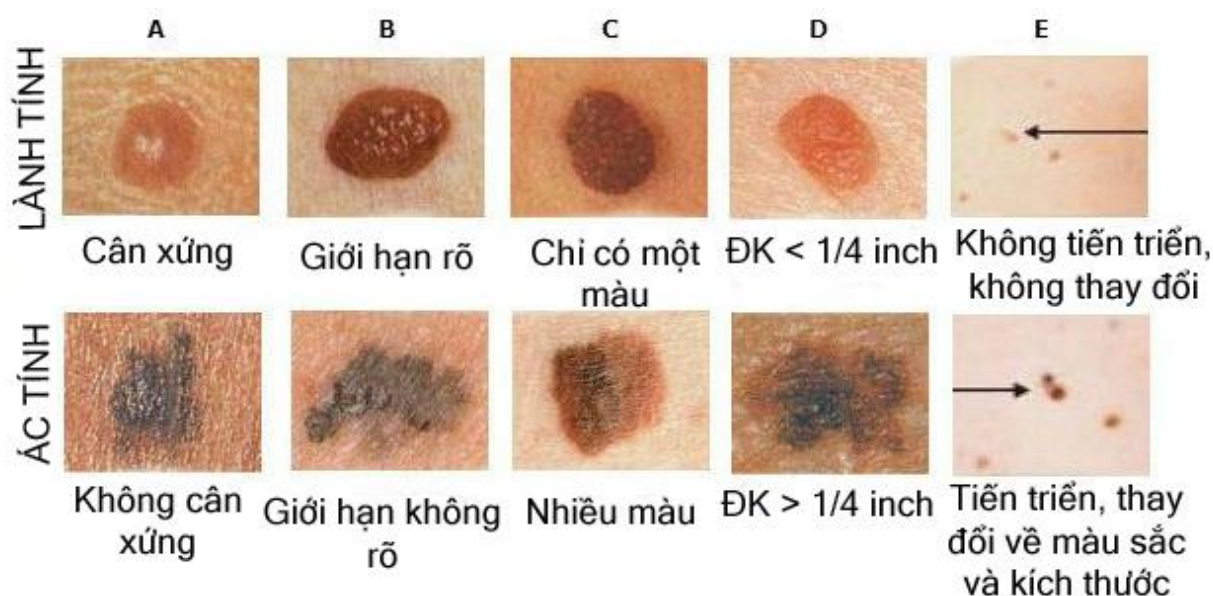 A B C D E
LÀNH TÍNH
Cân xứng
Giới hạn rõ
Chỉ có một
màu
ĐK < 1/4 inch
Không tiến triển,
không thay đổi
ÁC TÍNH
Không cân
xứng
Giới hạn không
rõ
Nhiều màu
ĐK > 1/4 inch
Tiến triển, thay
đổi về màu sắc
và kích thước